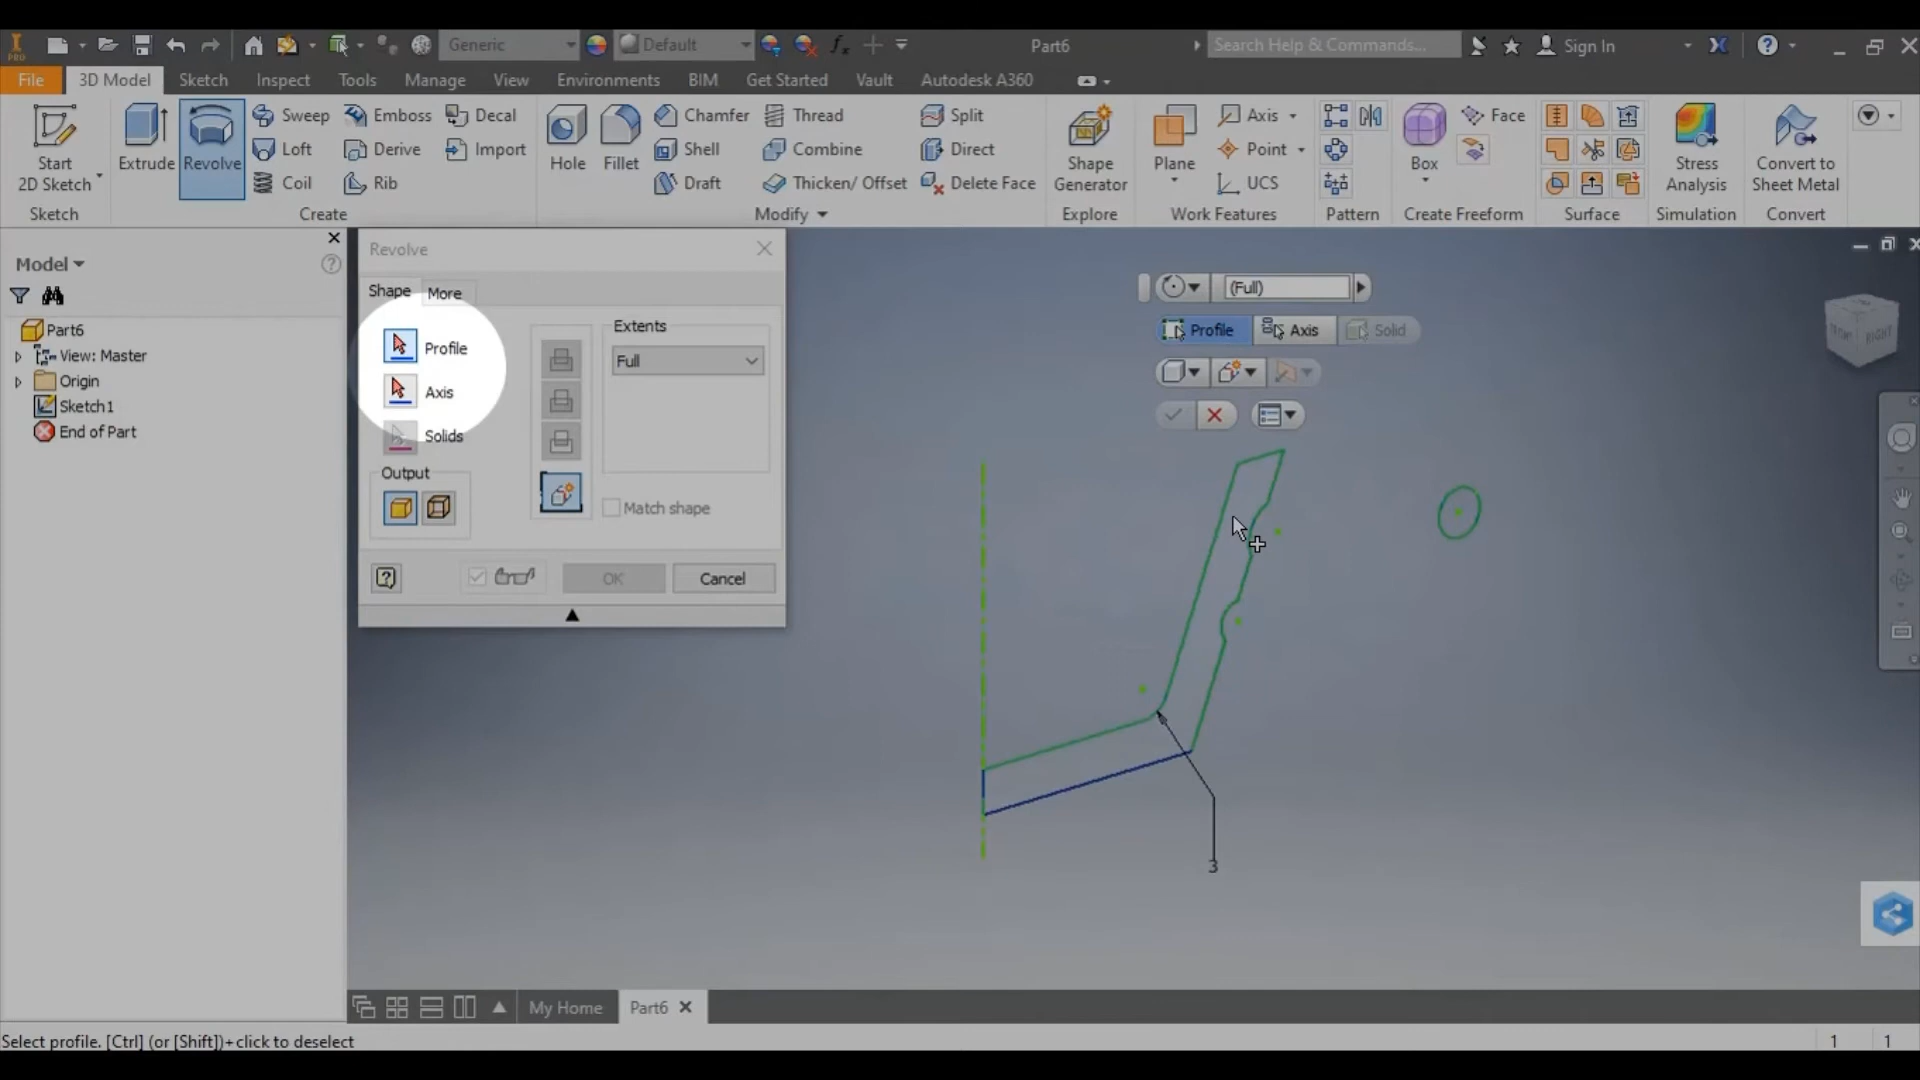 PRO
Generic
Default
Part6
Search Help & Commands...
Sign In
File
3D Model
Sketch
Inspect
Tools
Manage
View
Environments
BIM
Get Started
Vault
Autodesk A360
Start
2D Sketch
Extrude
Revolve
Sweep
Loft
Coil
Emboss
Derive
Rib
Decal
Import
Hole
Fillet
Chamfer
Shell
Draft
Thread
Combine
Thicken/ Offset
Split
Direct
Delete Face
Shape
Generator
Plane
Axis
Point
UCS
Box
Face
Stress
Analysis
Convert to
Sheet Metal
Sketch
Create
Modify
Explore
Work Features
Pattern
Create Freeform
Surface
Simulation
Convert
Model
Part6
View: Master
Origin
Sketch1
End of Part
Revolve
Shape
More
Profile
Axis
Solids
Output
Extents
Full
Match shape
OK
Cancel
(Full)
Profile
Axis
Solid
RIGHT
3
My Home
Part6
Select profile. [Ctrl] (or [Shift])+click to deselect
1
1